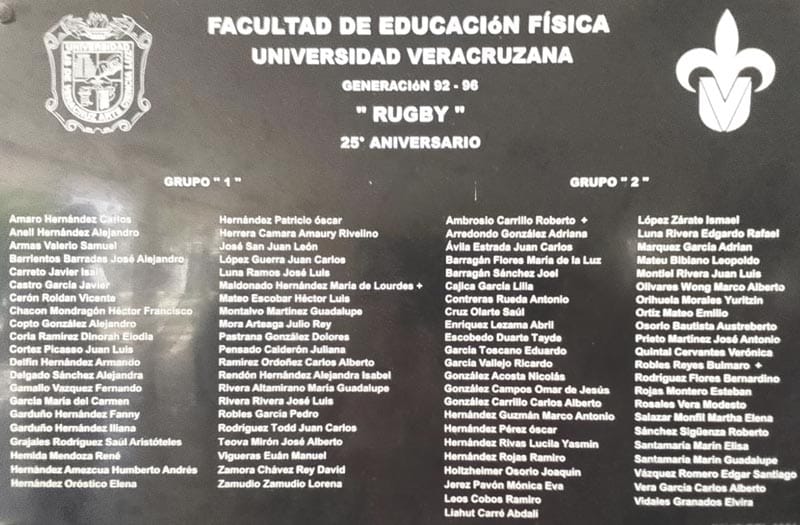 FACULTAD DE EDUCACIÓN FÍSICA
UNIVERSIDAD VERACRUZANA
GENERACIÓN 92 - 96
" RUGBY "
25° ANIVERSARIO
GRUPO " 1 "
Amaro Hernández Carlos
Anell Hernández Alejandro
Armas Valerio Samuel
Barrientos Barradas José Alejandro
Carreto Javier Isai
Castro García Javier
Cerón Roldan Vicente
Chacon Mondragón Héctor Francisco
Copto González Alejandro
Coria Ramírez Dinorah Elodia
Cortez Picasso Juan Luis
Delfin Hernández Armando
Delgado Sánchez Alejandra
Gamallo Vazquez Fernando
García María del Carmen
Garduño Hernández Fanny
Garduño Hernández Iliana
Grajales Rodríguez Saúl Aristóteles
Hemida Mendoza René
Hernández Amezcua Humberto Andrés
Hernández Oróstico Elena
Hernández Patricio óscar
Herrera Camara Amaury Rivelino
José San Juan León
López Guerra Juan Carlos
Luna Ramos José Luis
Maldonado Hernández María de Lourdes +
Mateo Escobar Héctor Luis
Montalvo Martínez Guadalupe
Mora Arteaga Julio Rey
Pastrana González Dolores
Pensado Calderón Juliana
Ramirez Ordoñez Carlos Alberto
Rendón Hernández Alejandra Isabel
Rivera Altamirano María Guadalupe
Rivera Rivera José Luis
Robles García Pedro
Rodriguez Todd Juan Carlos
Teova Mirón José Alberto
Vigueras Euán Manuel
Zamora Chávez Rey David
Zamudio Zamudio Lorena
GRUPO " 2 "
Ambrosio Carrillo Roberto +
Arredondo González Adriana
Ávila Estrada Juan Carlos
Barragán Flores María de la Luz
Barragán Sánchez Joel
Cajica García Lilia
Contreras Rueda Antonio
Cruz Olarte Saúl
Enriquez Lezama Abril
Escobedo Duarte Tayde
García Toscano Eduardo
García Vallejo Ricardo
González Acosta Nicolás
González Campos Omar de Jesús
González Carrillo Carlos Alberto
Hernández Guzmán Marco Antonio
Hernández Pérez óscar
Hernández Rivas Lucila Yasmin
Hernández Rojas Ramiro
Holtzheimer Osorio Joaquin
Jerez Pavón Mónica Eva
Leos Cobos Ramiro
Liahut Carré Abdali
López Zárate Ismael
Luna Rivera Edgardo Rafael
Marquez García Adrian
Mateu Bibiano Leopoldo
Montiel Rivera Juan Luis
Olivares Wong Marco Alberto
Orihuela Morales Yuritzin
Ortiz Mateo Emilio
Osorio Bautista Austreberto
Prieto Martínez José Antonio
Quintal Cervantes Verónica
Robles Reyes Bulmaro +
Rodríguez Flores Bernardino
Rojas Montero Esteban
Rosales Vera Modesto
Salazar Monfil Martha Elena
Sánchez Sigüenza Roberto
Santamaría Marin Elisa
Santamaría Marin Guadalupe
Vázquez Romero Edgar Santiago
Vera García Carlos Alberto
Vidales Granados Elvira